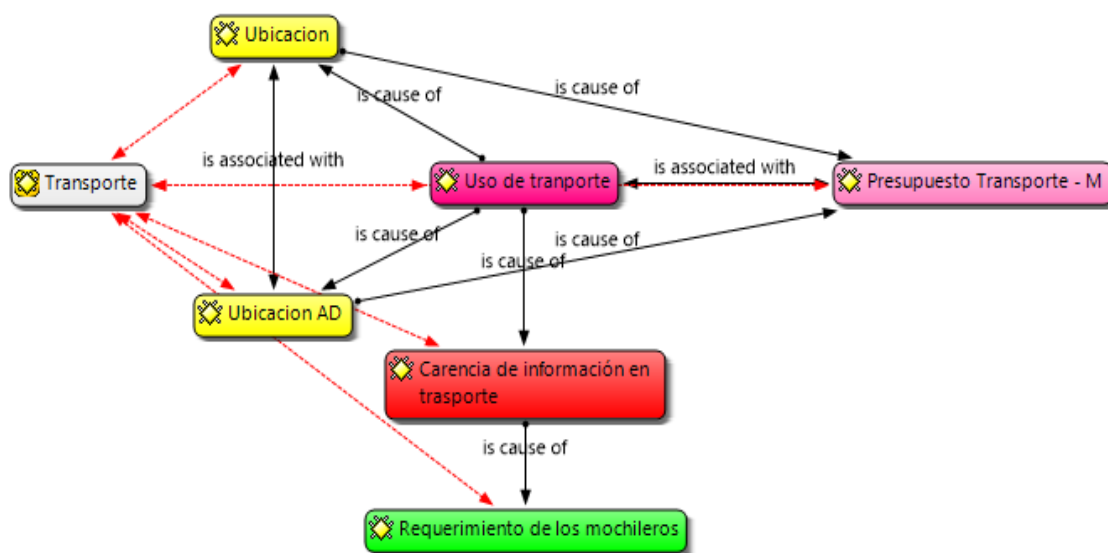 Ubicacion
is cause of
is cause of
is associated with
is associated with
Transporte
Uso de tranporte
Presupuesto Transporte - M
is cause of
is cause of
is cause of
Ubicacion AD
Carencia de información en
trasporte
is cause of
Requerimiento de los mochileros